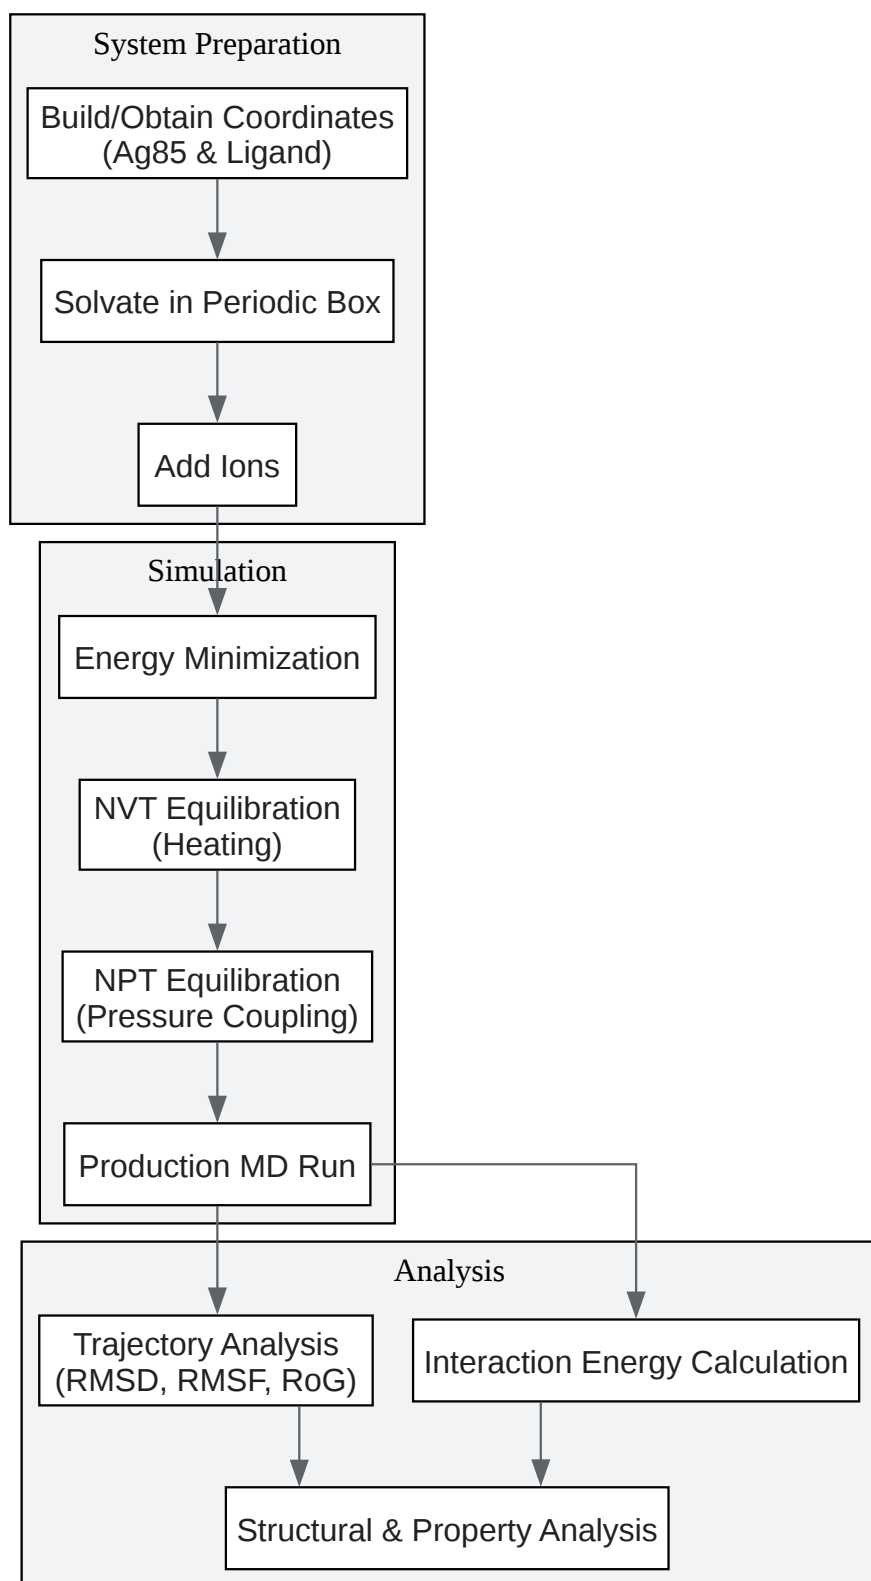 System Preparation
Build/Obtain Coordinates
(Ag85 & Ligand)
Solvate in Periodic Box
Add Ions
Simulation
Energy Minimization
NVT Equilibration
(Heating)
NPT Equilibration
(Pressure Coupling)
Production MD Run
Analysis
Trajectory Analysis
(RMSD, RMSF, RoG)
Interaction Energy Calculation
Structural & Property Analysis